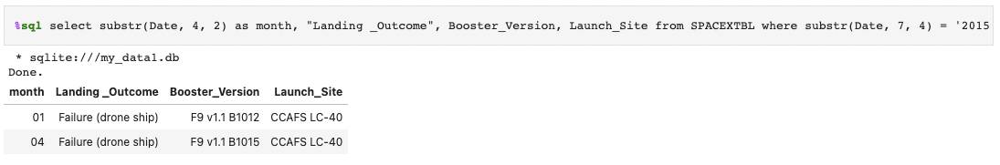 %sql select substr(Date, 4, 2) as month, "Landing _Outcome", Booster_Version, Launch_Site from SPACEXTBL where substr(Date, 7, 4) = '2015
* sqlite:///my_data1.db
Done.
month Landing _Outcome Booster_Version Launch_Site
01 Failure (drone ship) F9 v1.1 B1012 CCAFS LC-40
04 Failure (drone ship) F9 v1.1 B1015 CCAFS LC-40